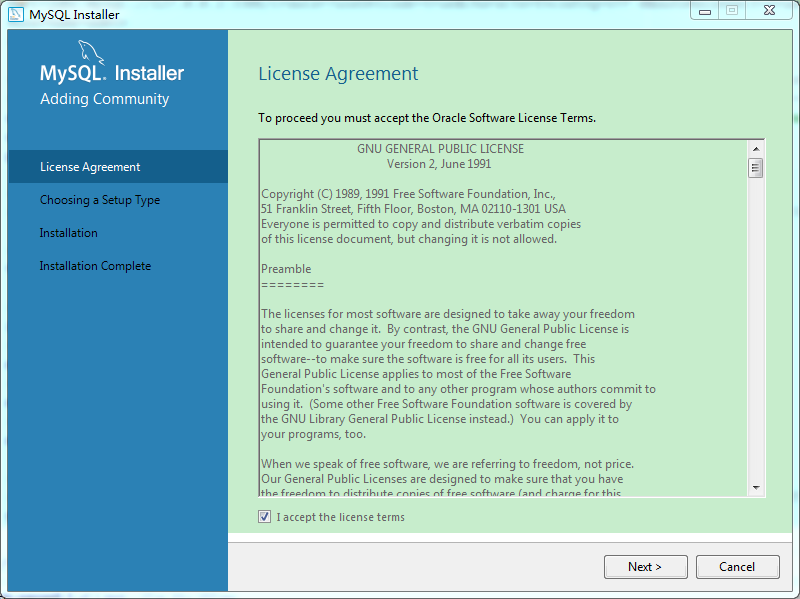 MySQL Installer
MySQL. Installer
Adding Community
License Agreement
Choosing a Setup Type
Installation
Installation Complete
License Agreement
To proceed you must accept the Oracle Software License Terms.
GNU GENERAL PUBLIC LICENSE
Version 2, June 1991
Copyright (C) 1989, 1991 Free Software Foundation, Inc.,
51 Franklin Street, Fifth Floor, Boston, MA 02110-1301 USA
Everyone is permitted to copy and distribute verbatim copies
of this license document, but changing it is not allowed.
Preamble
========
The licenses for most software are designed to take away your freedom
to share and change it.  By contrast, the GNU General Public License is
intended to guarantee your freedom to share and change free
software--to make sure the software is free for all its users.  This
General Public License applies to most of the Free Software
Foundation's software and to any other program whose authors commit to
using it.  (Some other Free Software Foundation software is covered by
the GNU Library General Public License instead.)  You can apply it to
your programs, too.
When we speak of free software, we are referring to freedom, not price.
Our General Public Licenses are designed to make sure that you have
the freedom to distribute copies of free software (and charge for this
I accept the license terms
Next >
Cancel